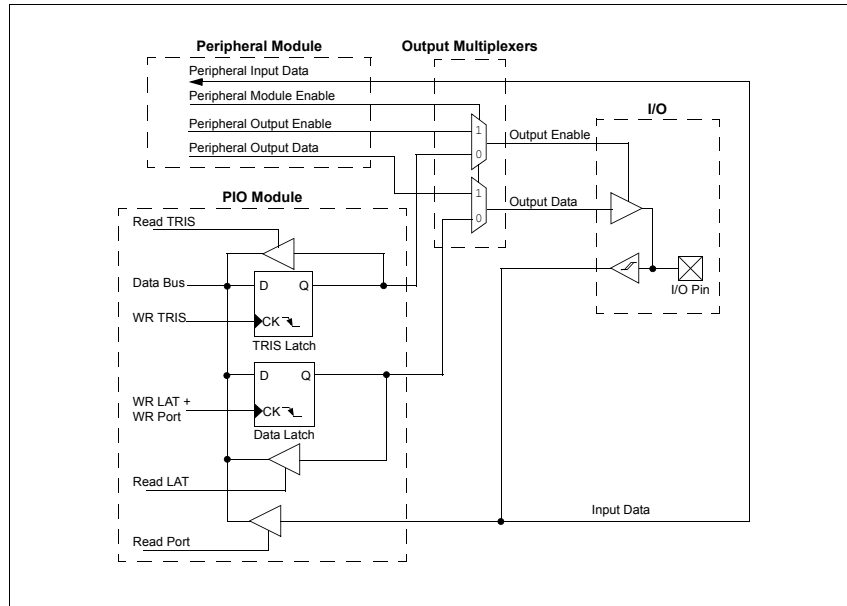 Peripheral Module
Output Multiplexers
Peripheral Input Data
Peripheral Module Enable
Peripheral Output Enable
Peripheral Output Data
I/O
1
0
Output Enable
1
0
Output Data
PIO Module
Read TRIS
I/O Pin
Data Bus
D
Q
WR TRIS
CK
TRIS Latch
D
Q
WR LAT +
WR Port
CK
Data Latch
Read LAT
Input Data
Read Port